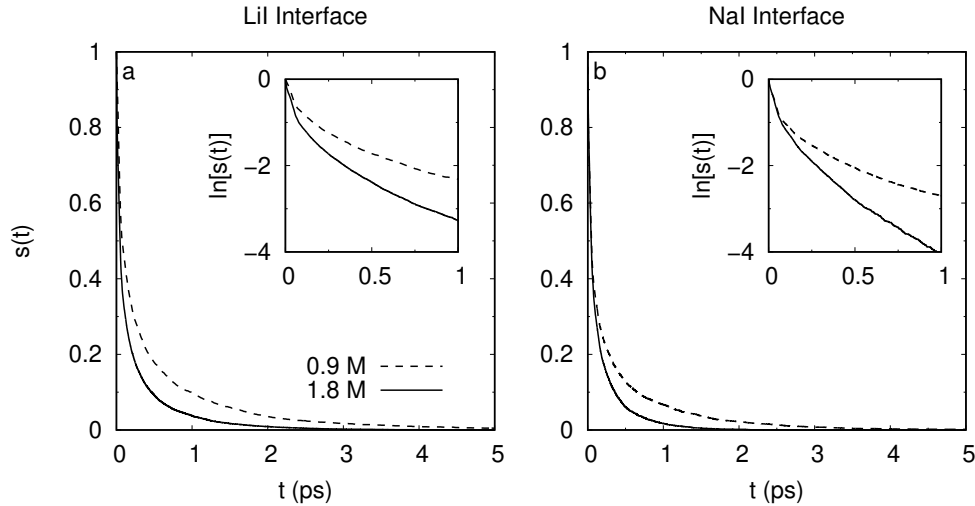 LiI Interface
NaI Interface
a
b
1
0.8
0.6
0.4
0.2
0
s(t)
0 1 2 3 4 5
t (ps)
0
−2
−4
ln[s(t)]
0 0.5 1
0.9 M
1.8 M
1
0.8
0.6
0.4
0.2
0
0 1 2 3 4 5
t (ps)
0
−2
−4
ln[s(t)]
0 0.5 1